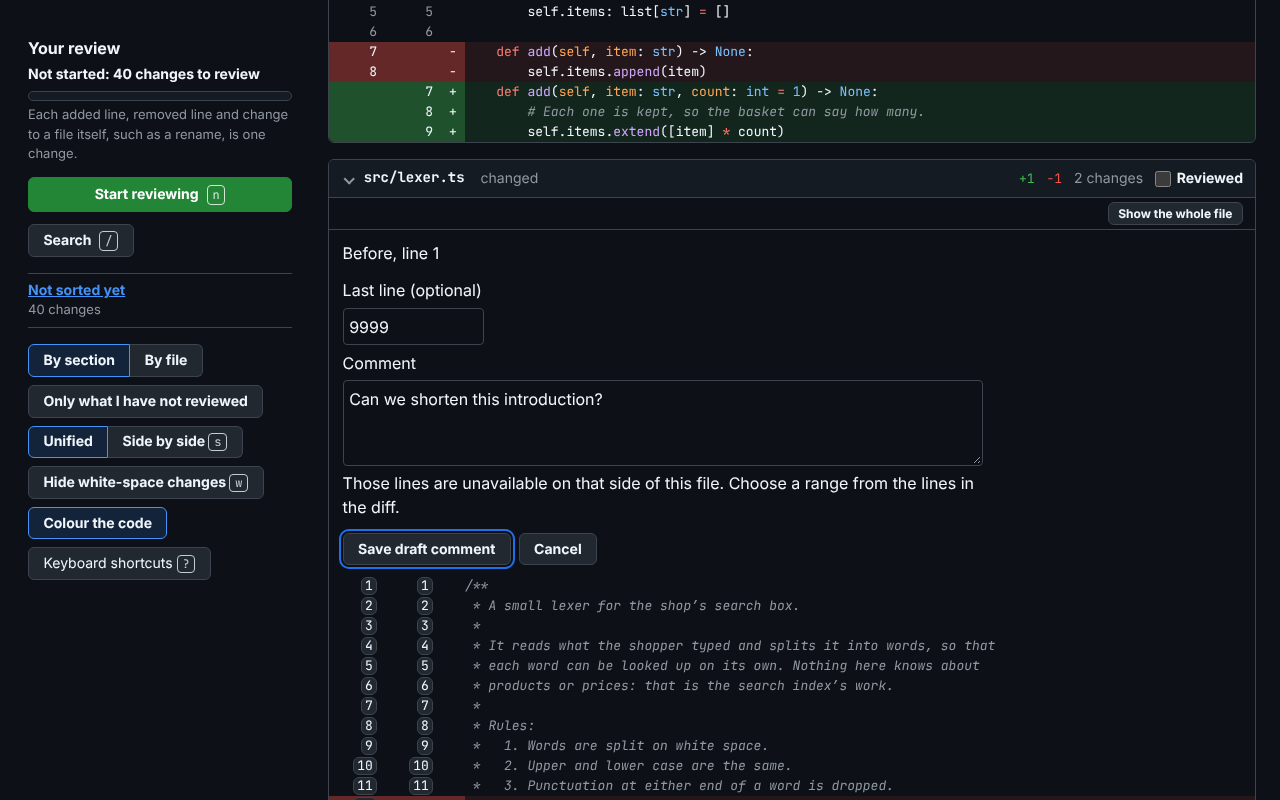 Your review
Not started: 40 changes to review
Each added line, removed line and change
to a file itself, such as a rename, is one
change.
Start reviewing n
Search /
Not sorted yet
40 changes
By section By file
Only what I have not reviewed
Unified Side by side s
Hide white-space changes w
Colour the code
Keyboard shortcuts ?
5 5 self.items: list[str] = []
6 6
7 - def add(self, item: str) -> None:
8 - self.items.append(item)
7 + def add(self, item: str, count: int = 1) -> None:
8 + # Each one is kept, so the basket can say how many.
9 + self.items.extend([item] * count)
src/lexer.ts changed +1 -1 2 changes Reviewed
Show the whole file
Before, line 1
Last line (optional)
9999
Comment
Can we shorten this introduction?
Those lines are unavailable on that side of this file. Choose a range from the lines in
the diff.
Save draft comment Cancel
1 1 /**
2 2 * A small lexer for the shop’s search box.
3 3 *
4 4 * It reads what the shopper typed and splits it into words, so that
5 5 * each word can be looked up on its own. Nothing here knows about
6 6 * products or prices: that is the search index’s work.
7 7 *
8 8 * Rules:
9 9 * 1. Words are split on white space.
10 10 * 2. Upper and lower case are the same.
11 11 * 3. Punctuation at either end of a word is dropped.